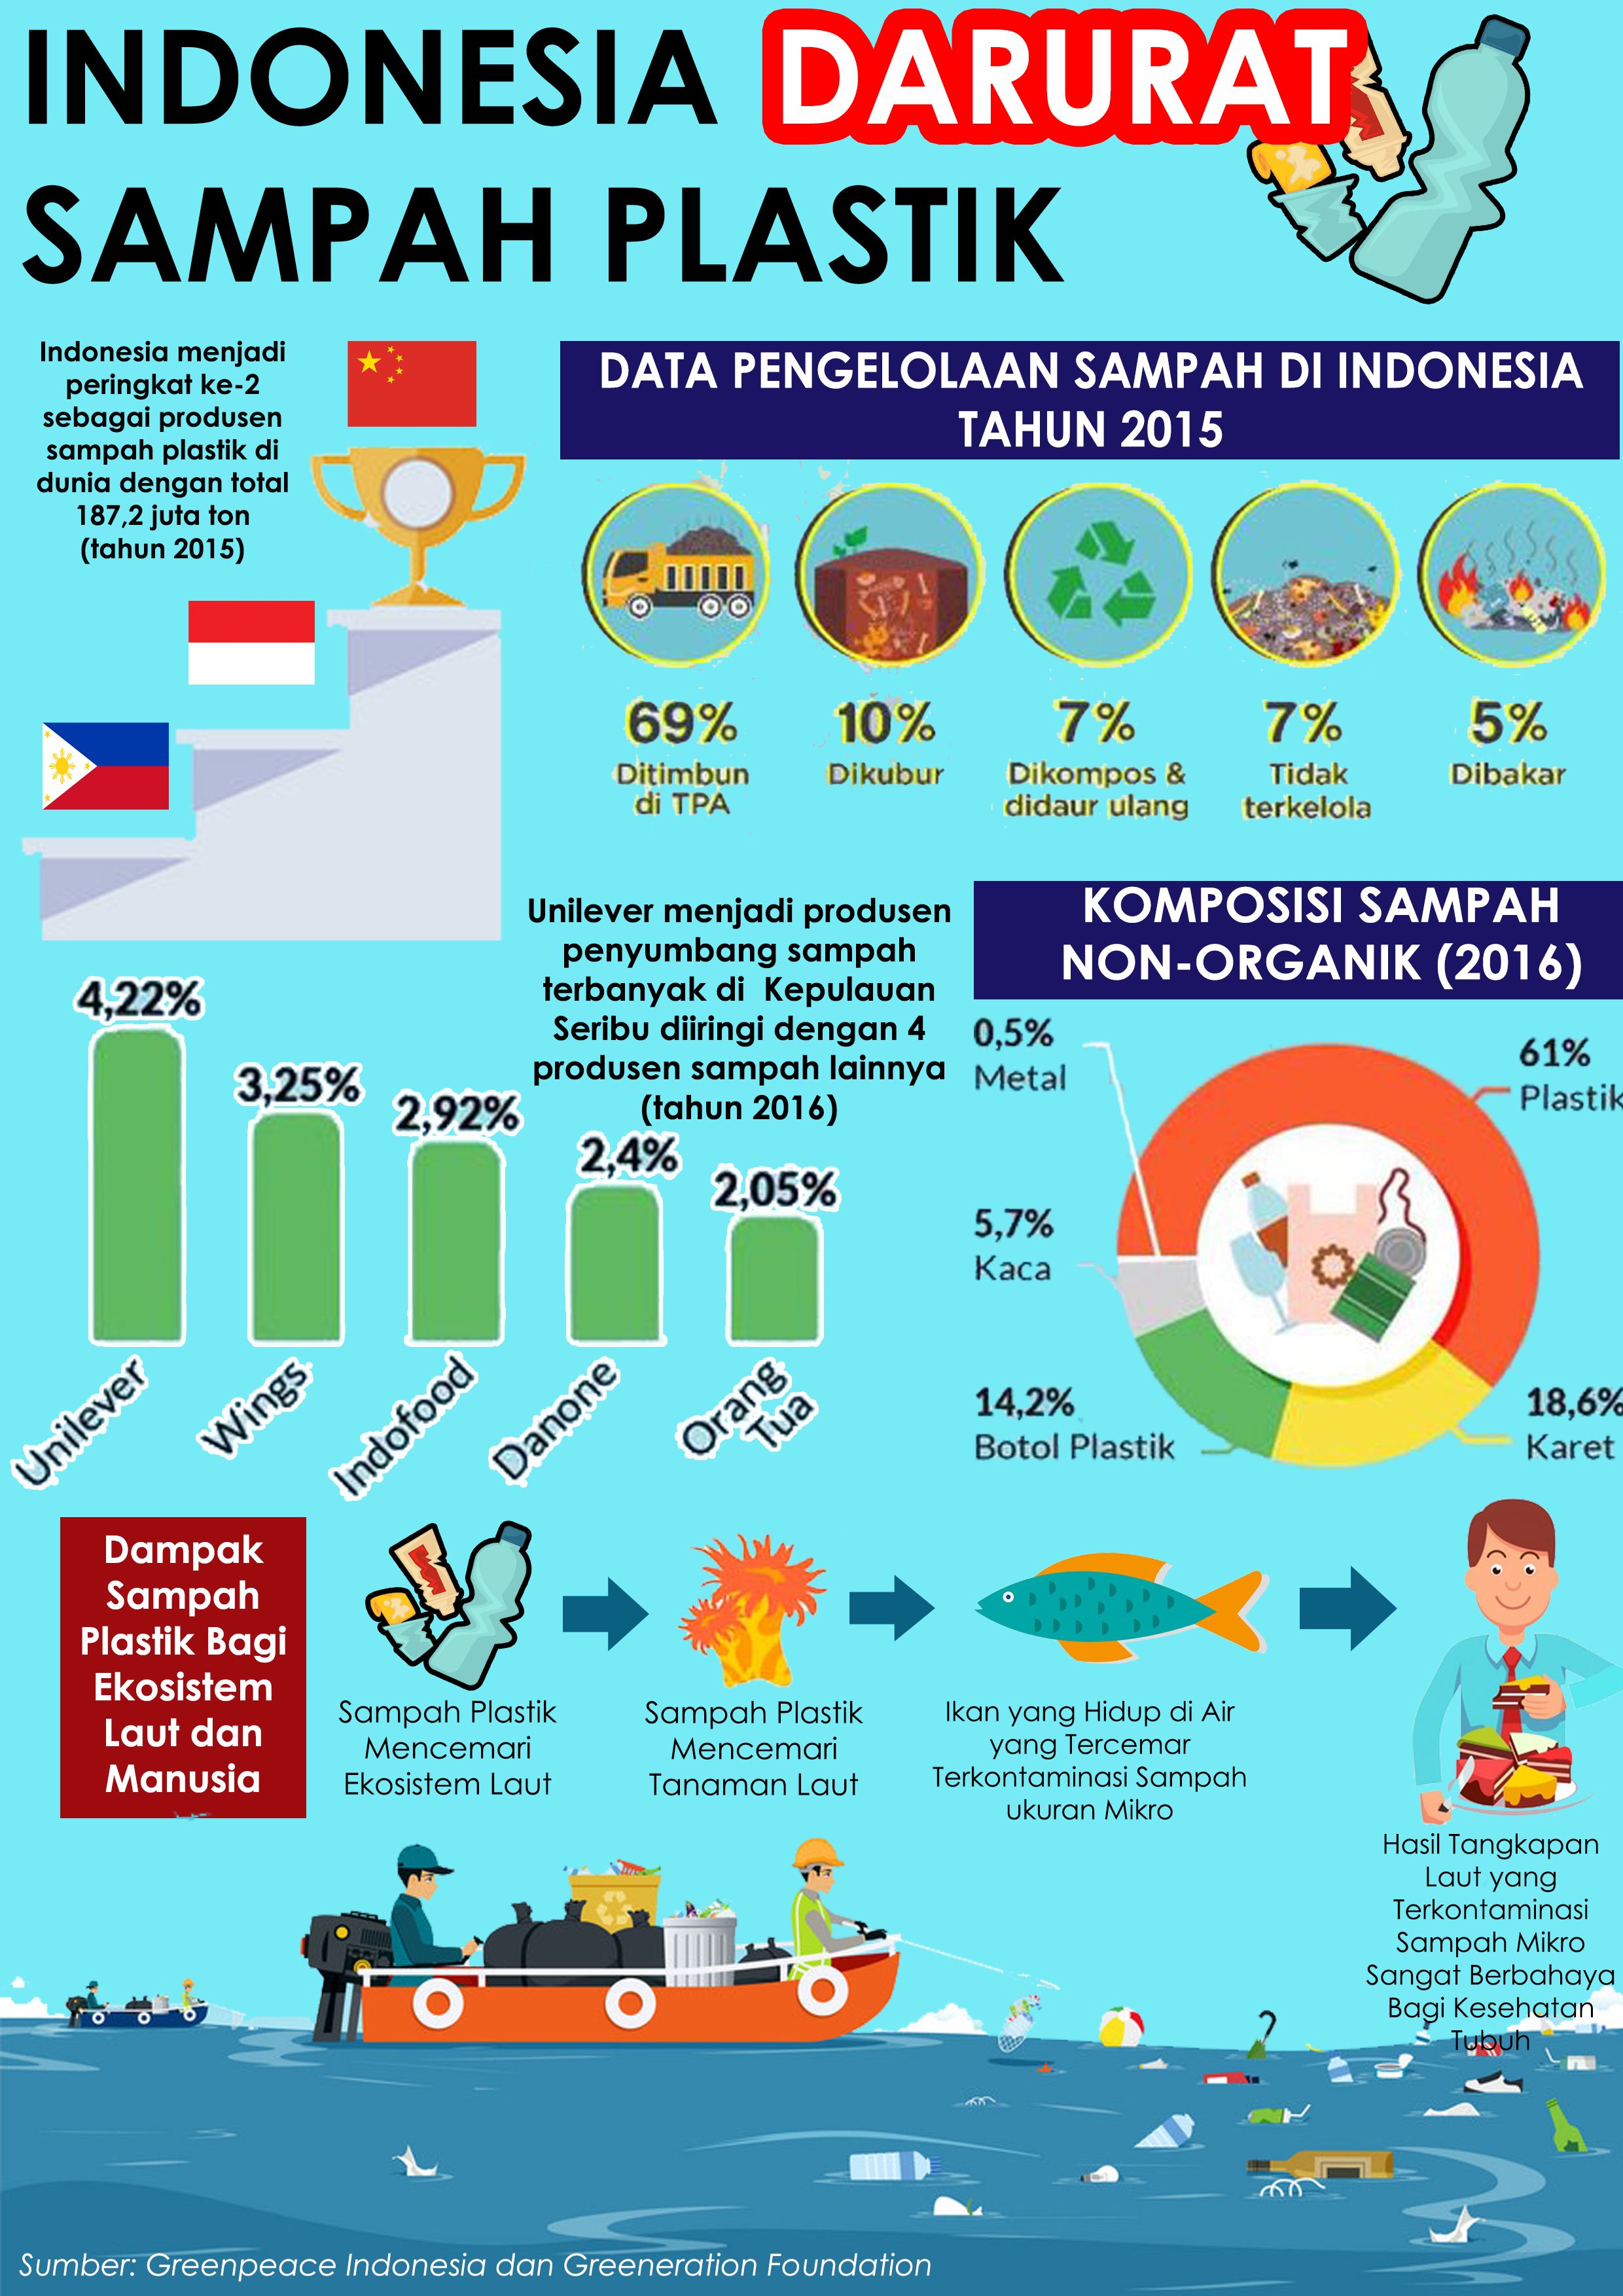 INDONESIA DARURAT
SAMPAH PLASTIK
Indonesia menjadi
peringkat ke-2
sebagai produsen
sampah plastik di
dunia dengan total
187,2 juta ton
(tahun 2015)
DATA PENGELOLAAN SAMPAH DI INDONESIA
TAHUN 2015
69%
Ditimbun
di TPA
10%
Dikubur
7%
Dikompos &
didaur ulang
7%
Tidak
terkelola
5%
Dibakar
Unilever menjadi produsen
penyumbang sampah
terbanyak di Kepulauan
Seribu diiringi dengan 4
produsen sampah lainnya
(tahun 2016)
4,22%
3,25%
2,92%
2,4%
2,05%
Unilever
Wings
Indofood
Danone
Orang
Tua
KOMPOSISI SAMPAH
NON-ORGANIK (2016)
0,5%
Metal
61%
Plastik
5,7%
Kaca
14,2%
Botol Plastik
18,6%
Karet
Dampak
Sampah
Plastik Bagi
Ekosistem
Laut dan
Manusia
Sampah Plastik
Mencemari
Ekosistem Laut
Sampah Plastik
Mencemari
Tanaman Laut
Ikan yang Hidup di Air
yang Tercemar
Terkontaminasi Sampah
ukuran Mikro
Hasil Tangkapan
Laut yang
Terkontaminasi
Sampah Mikro
Sangat Berbahaya
Bagi Kesehatan
Tubuh
Sumber: Greenpeace Indonesia dan Greeneration Foundation